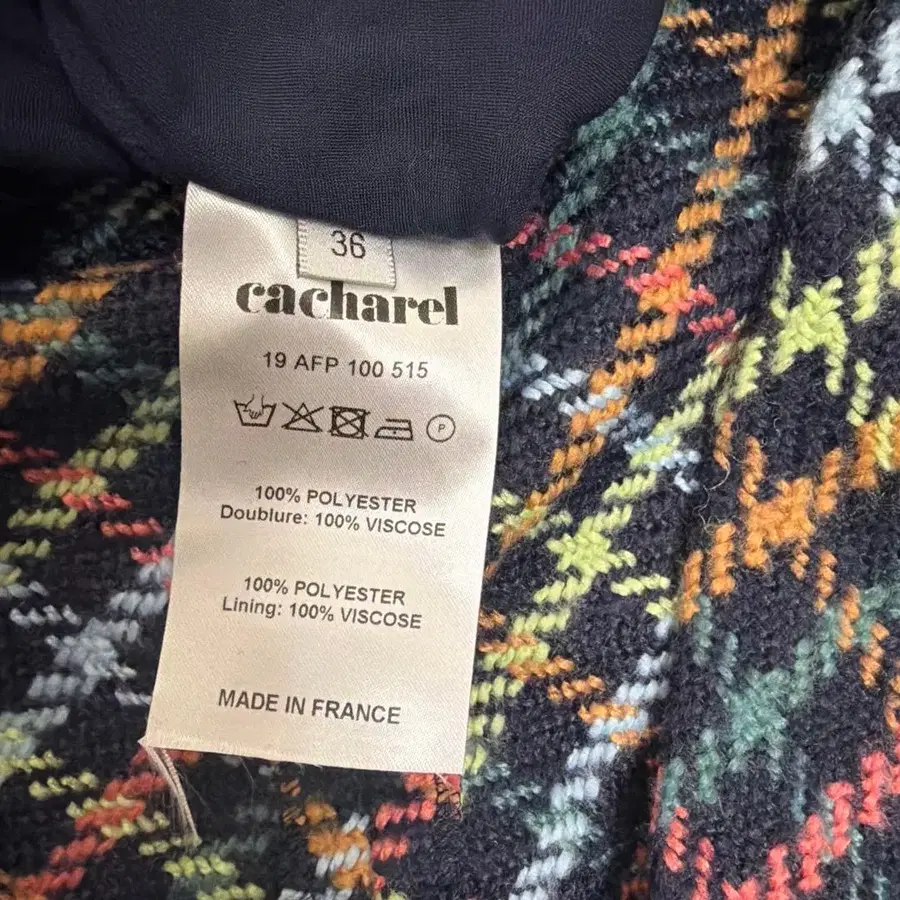 36
cacharel
19 AFP 100 515
P
100% POLYESTER
Doublure: 100% VISCOSE
100% POLYESTER
Lining: 100% VISCOSE
MADE IN FRANCE